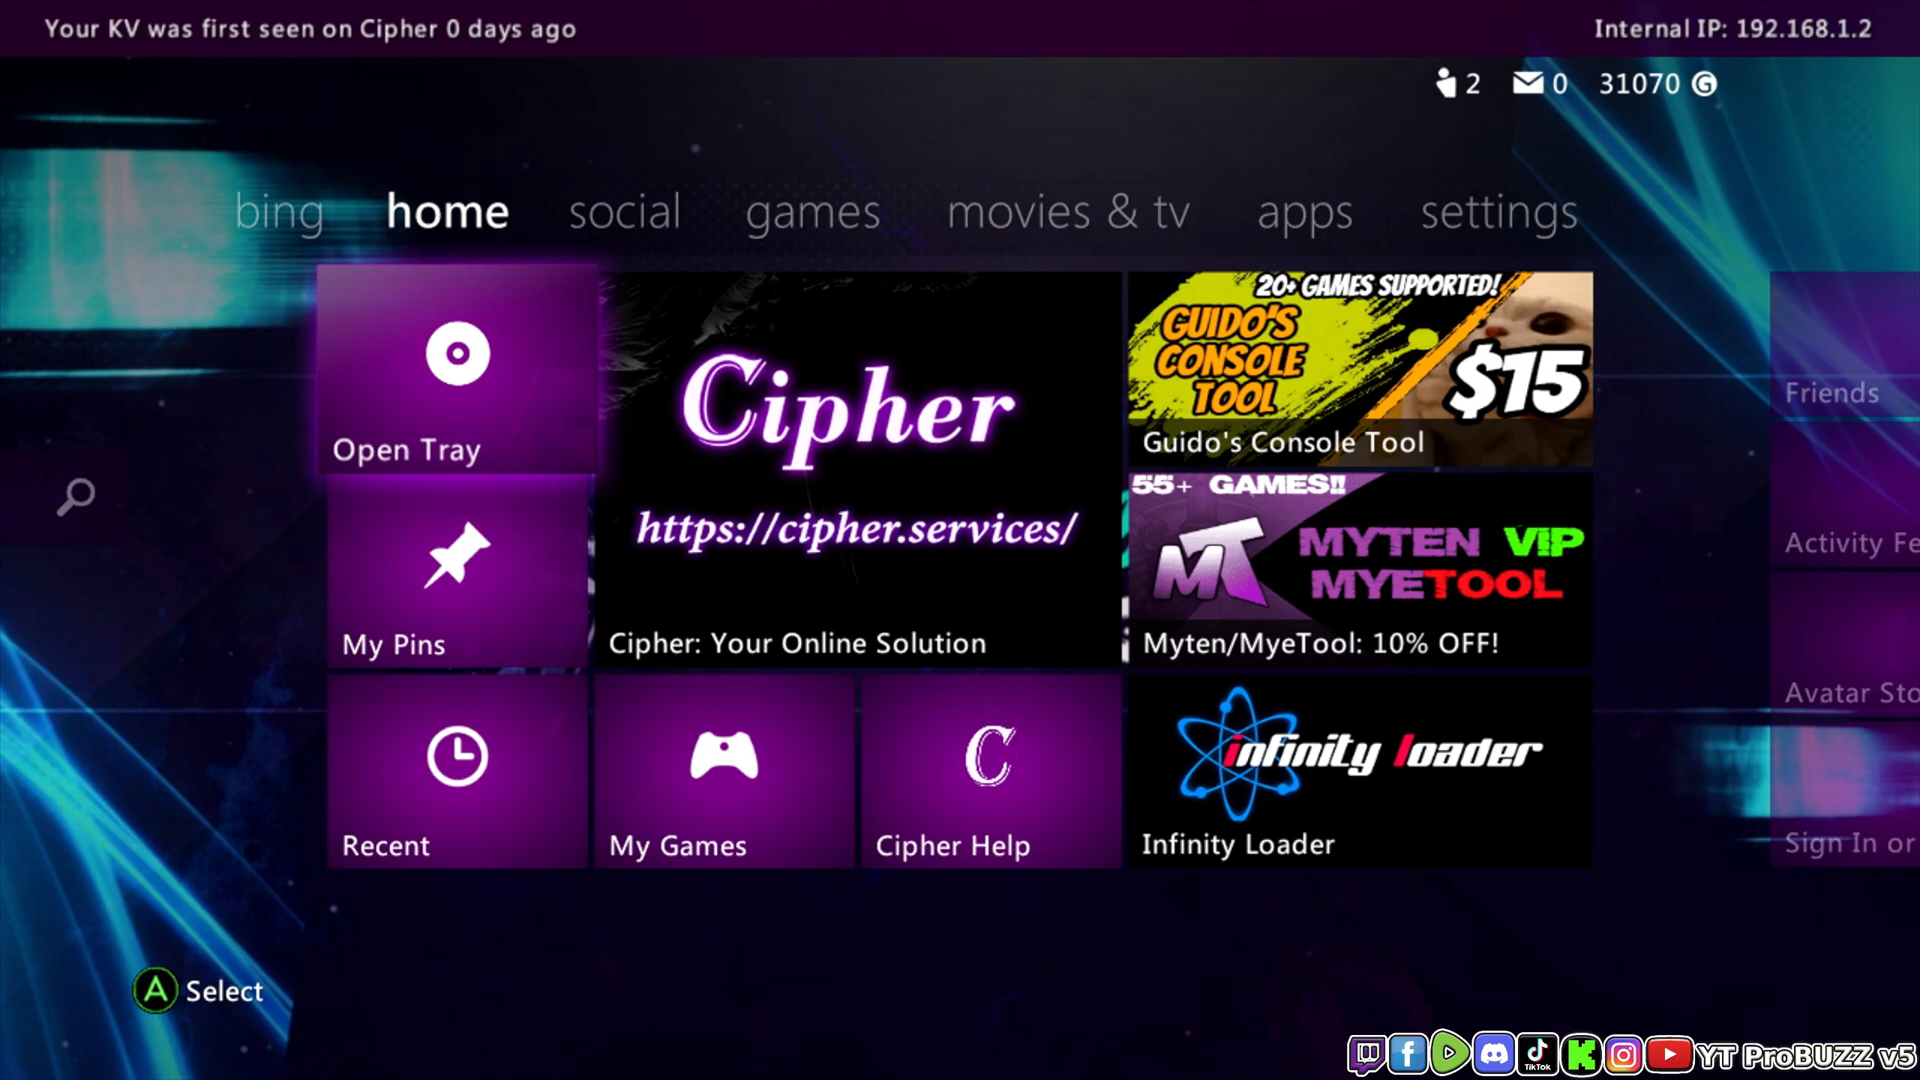 Your KV was first seen on Cipher 0 days ago
Internal IP: 192.168.1.2
2 0 31070 G
bing home social games movies & tv apps settings
Open Tray
My Pins
Recent
Cipher
https://cipher.services/
Cipher: Your Online Solution
My Games
C
Cipher Help
20+ GAMES SUPPORTED!
GUIDO'S
CONSOLE
TOOL
$15
Guido's Console Tool
55+ GAMES!!
MT
MYTEN VIP
MYETOOL
Myten/MyeTool: 10% OFF!
infinity loader
Infinity Loader
Friends
Activity Fe
Avatar Sto
Sign In or
A Select
TikTok
YT ProBUZZ v5